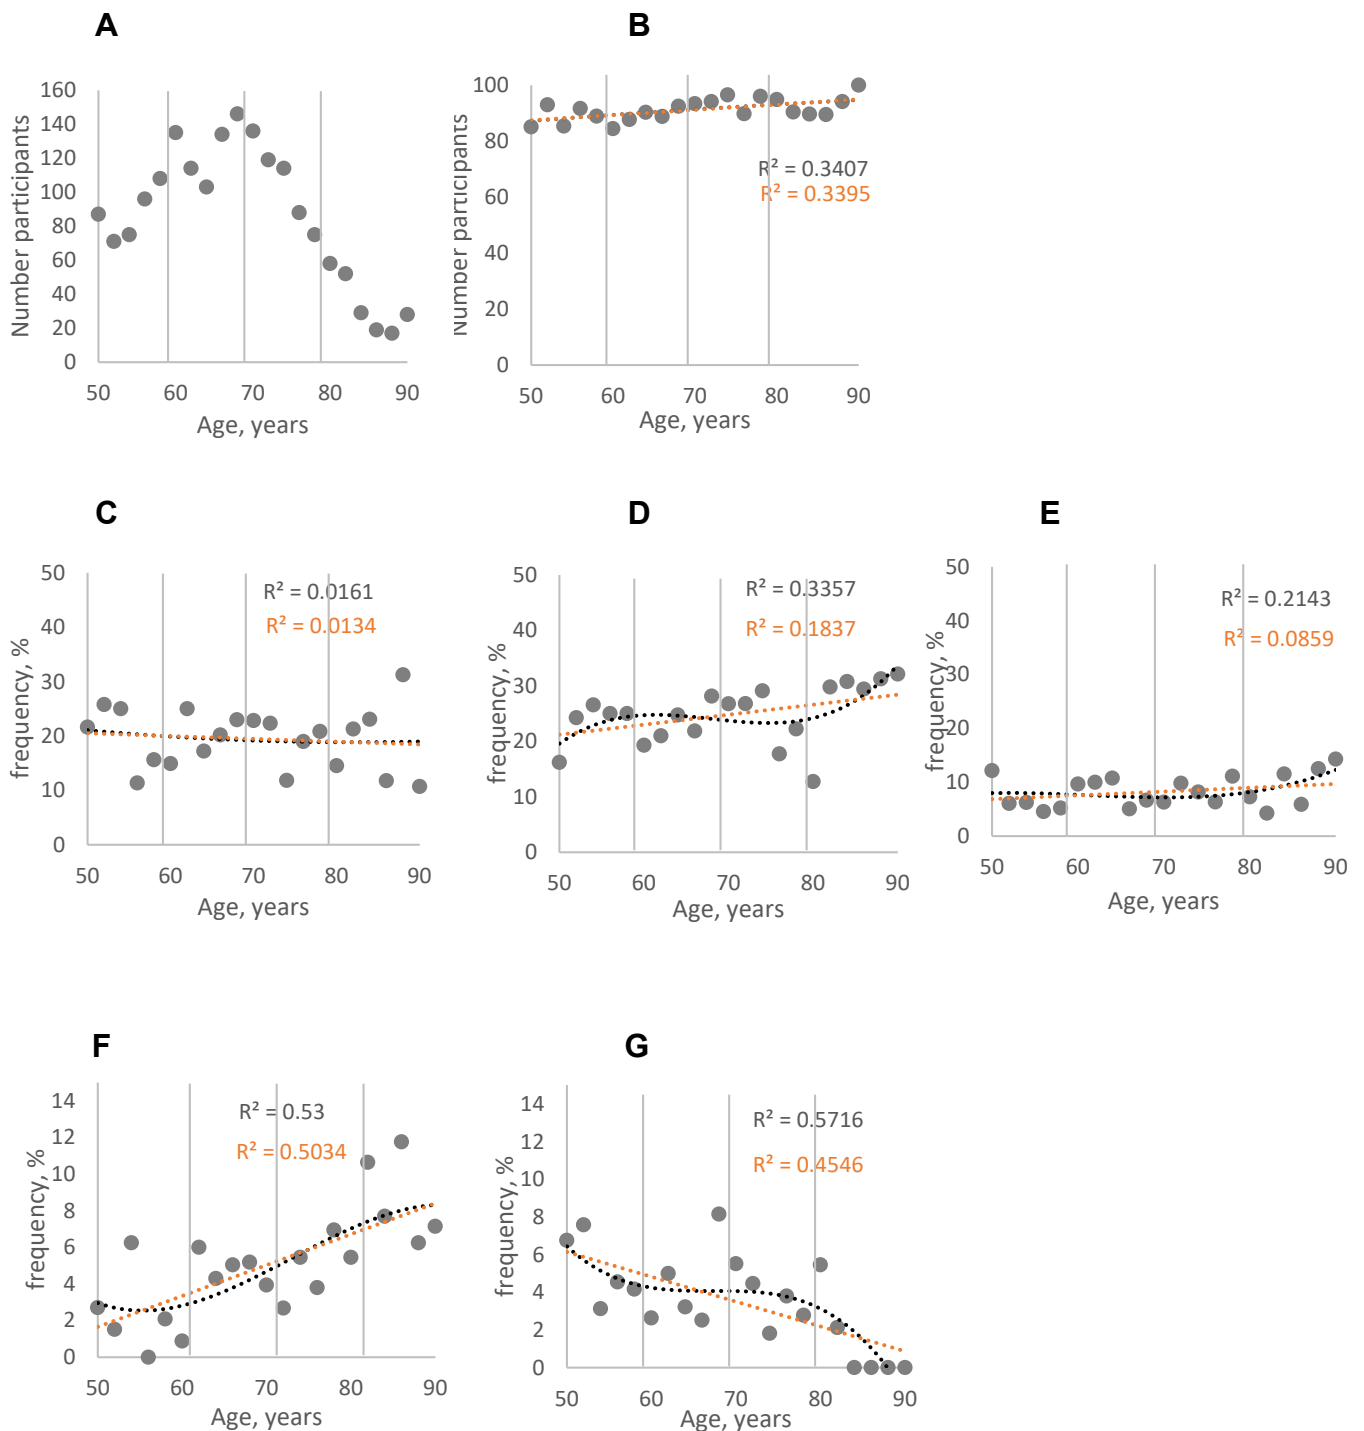 A
B
160
140
120
100
80
60
40
20
0
Number participants
50 60 70 80 90
Age, years
100
80
60
40
20
0
Number participants
R² = 0.3407
R² = 0.3395
50 60 70 80 90
Age, years
C
D
E
50
40
30
20
10
0
frequency, %
R² = 0.0161
R² = 0.0134
50 60 70 80 90
Age, years
50
40
30
20
10
0
frequency, %
R² = 0.3357
R² = 0.1837
50 60 70 80 90
Age, years
50
40
30
20
10
0
frequency, %
R² = 0.2143
R² = 0.0859
50 60 70 80 90
Age, years
F
G
14
12
10
8
6
4
2
0
frequency, %
R² = 0.53
R² = 0.5034
50 60 70 80 90
Age, years
14
12
10
8
6
4
2
0
frequency, %
R² = 0.5716
R² = 0.4546
50 60 70 80 90
Age, years